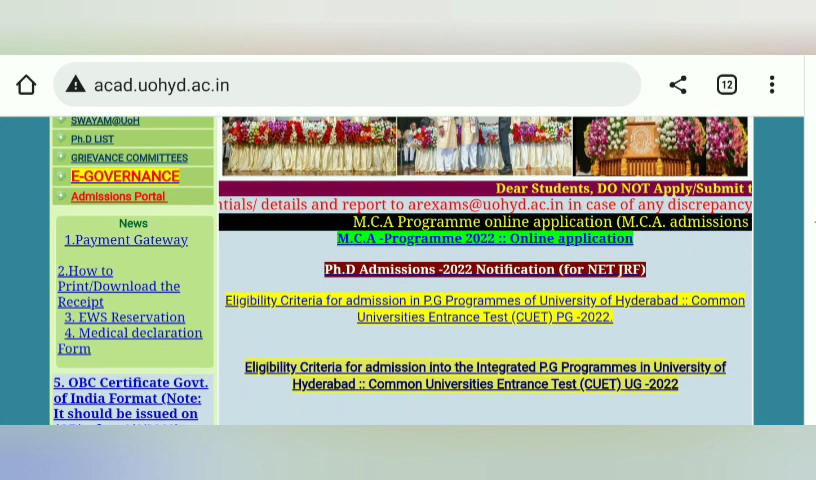 acad.uohyd.ac.in
12
SWAYAM@UoH
Ph.D LIST
GRIEVANCE COMMITTEES
E-GOVERNANCE
Admissions Portal
News
1.Payment Gateway
2.How to
Print/Download the
Receipt
3. EWS Reservation
4. Medical declaration
Form
5. OBC Certificate Govt.
of India Format (Note:
It should be issued on
Dear Students, DO NOT Apply/Submit t
ntials/ details and report to arexams@uohyd.ac.in in case of any discrepancy
M.C.A Programme online application (M.C.A. admissions
M.C.A -Programme 2022 :: Online application
Ph.D Admissions -2022 Notification (for NET JRF)
Eligibility Criteria for admission in P.G Programmes of University of Hyderabad :: Common
Universities Entrance Test (CUET) PG -2022.
Eligibility Criteria for admission into the Integrated P.G Programmes in University of
Hyderabad :: Common Universities Entrance Test (CUET) UG -2022